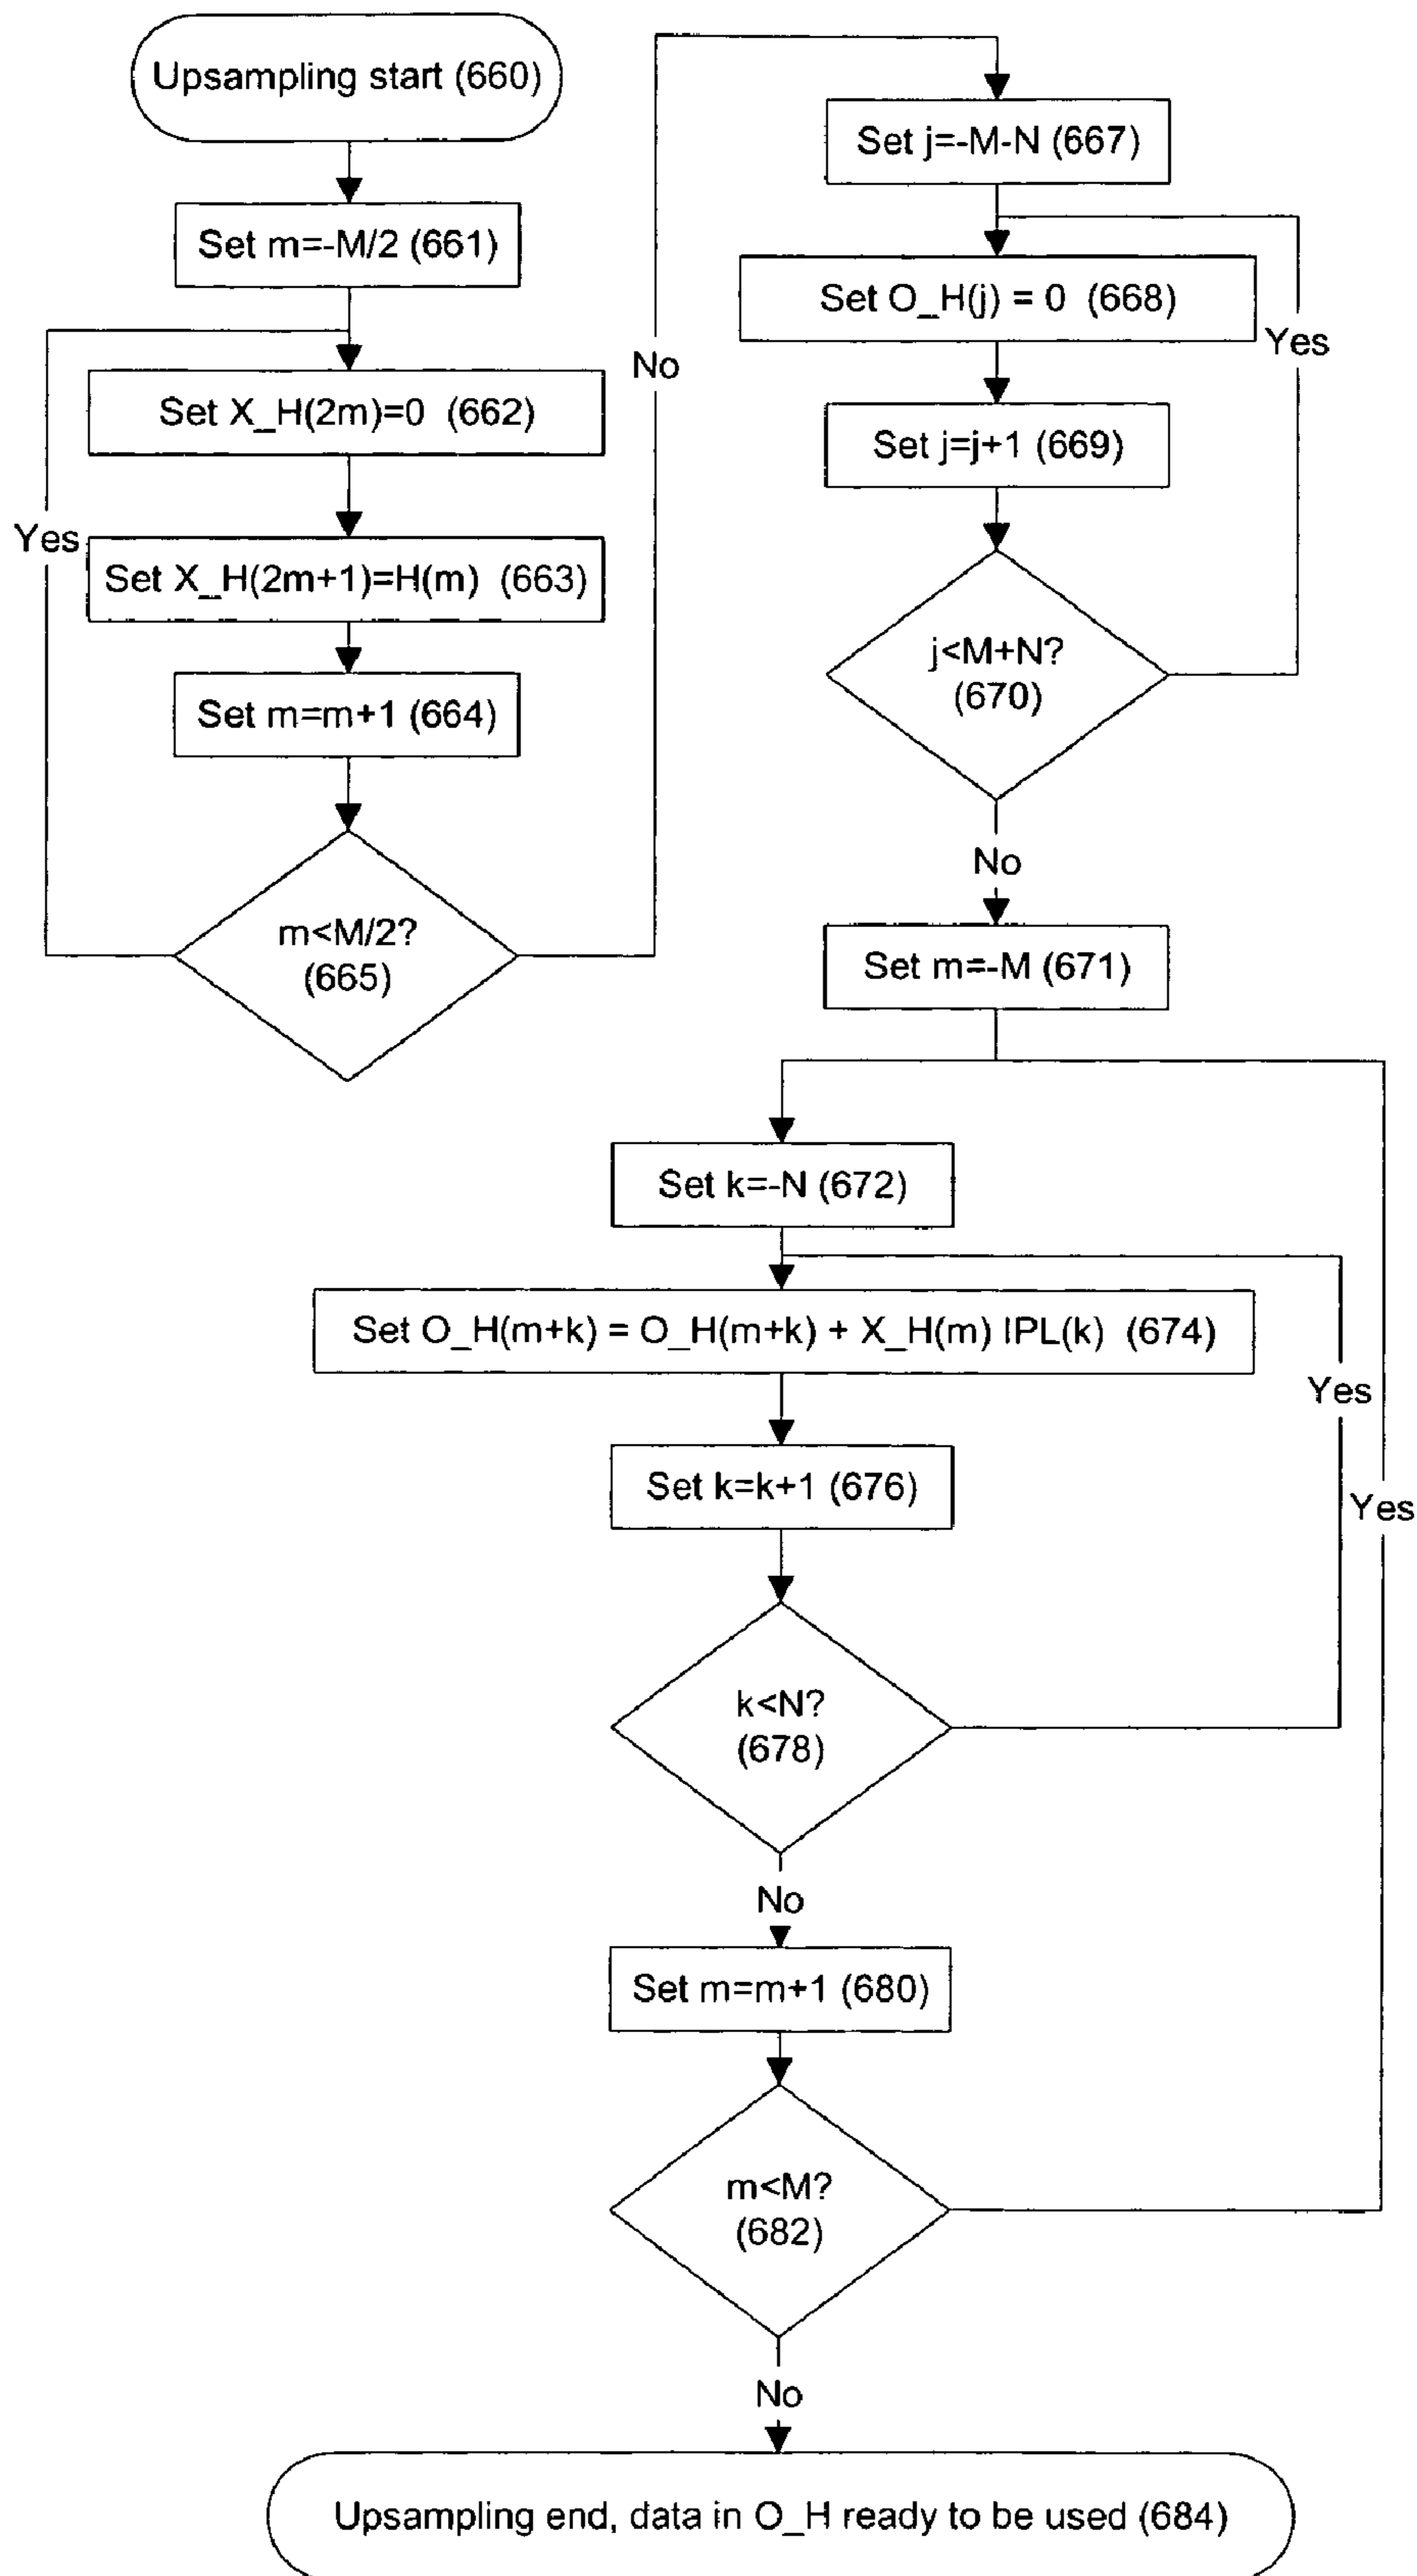 Upsampling start (660)
Set m=-M/2 (661)
Set X_H(2m)=0 (662)
Yes
Set X_H(2m+1)=H(m) (663)
Set m=m+1 (664)
m<M/2?
(665)
No
Set j=-M-N (667)
Set O_H(j) = 0 (668)
Yes
Set j=j+1 (669)
j<M+N?
(670)
No
Set m=-M (671)
Set k=-N (672)
Set O_H(m+k) = O_H(m+k) + X_H(m) IPL(k) (674)
Yes
Set k=k+1 (676)
Yes
k<N?
(678)
No
Set m=m+1 (680)
m<M?
(682)
No
Upsampling end, data in O_H ready to be used (684)